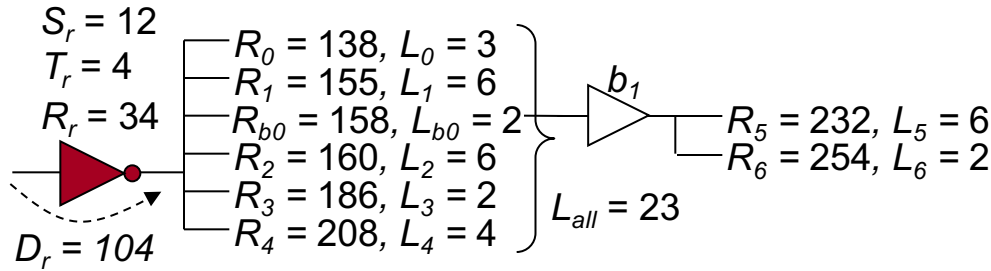 S_r = 12
T_r = 4
R_r = 34
D_r = 104
R_0 = 138, L_0 = 3
R_1 = 155, L_1 = 6
R_b0 = 158, L_b0 = 2
R_2 = 160, L_2 = 6
R_3 = 186, L_3 = 2
R_4 = 208, L_4 = 4
L_all = 23
b_1
R_5 = 232, L_5 = 6
R_6 = 254, L_6 = 2